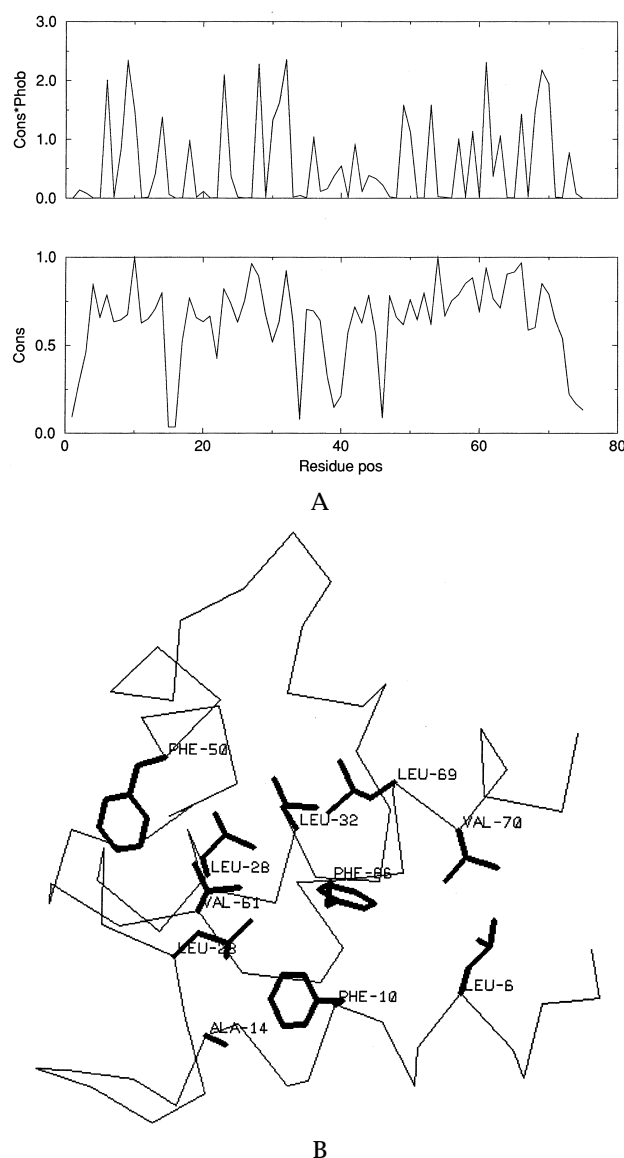 3.0
2.0
1.0
0.0
Cons*Phob
1.0
0.5
0.0
Cons
0 20 40 60 80
Residue pos
A
PHE-50
LEU-69
LEU-32
VAL-70
LEU-28
PHE-66
VAL-61
LEU-23
LEU-6
PHE-10
ALA-14
B